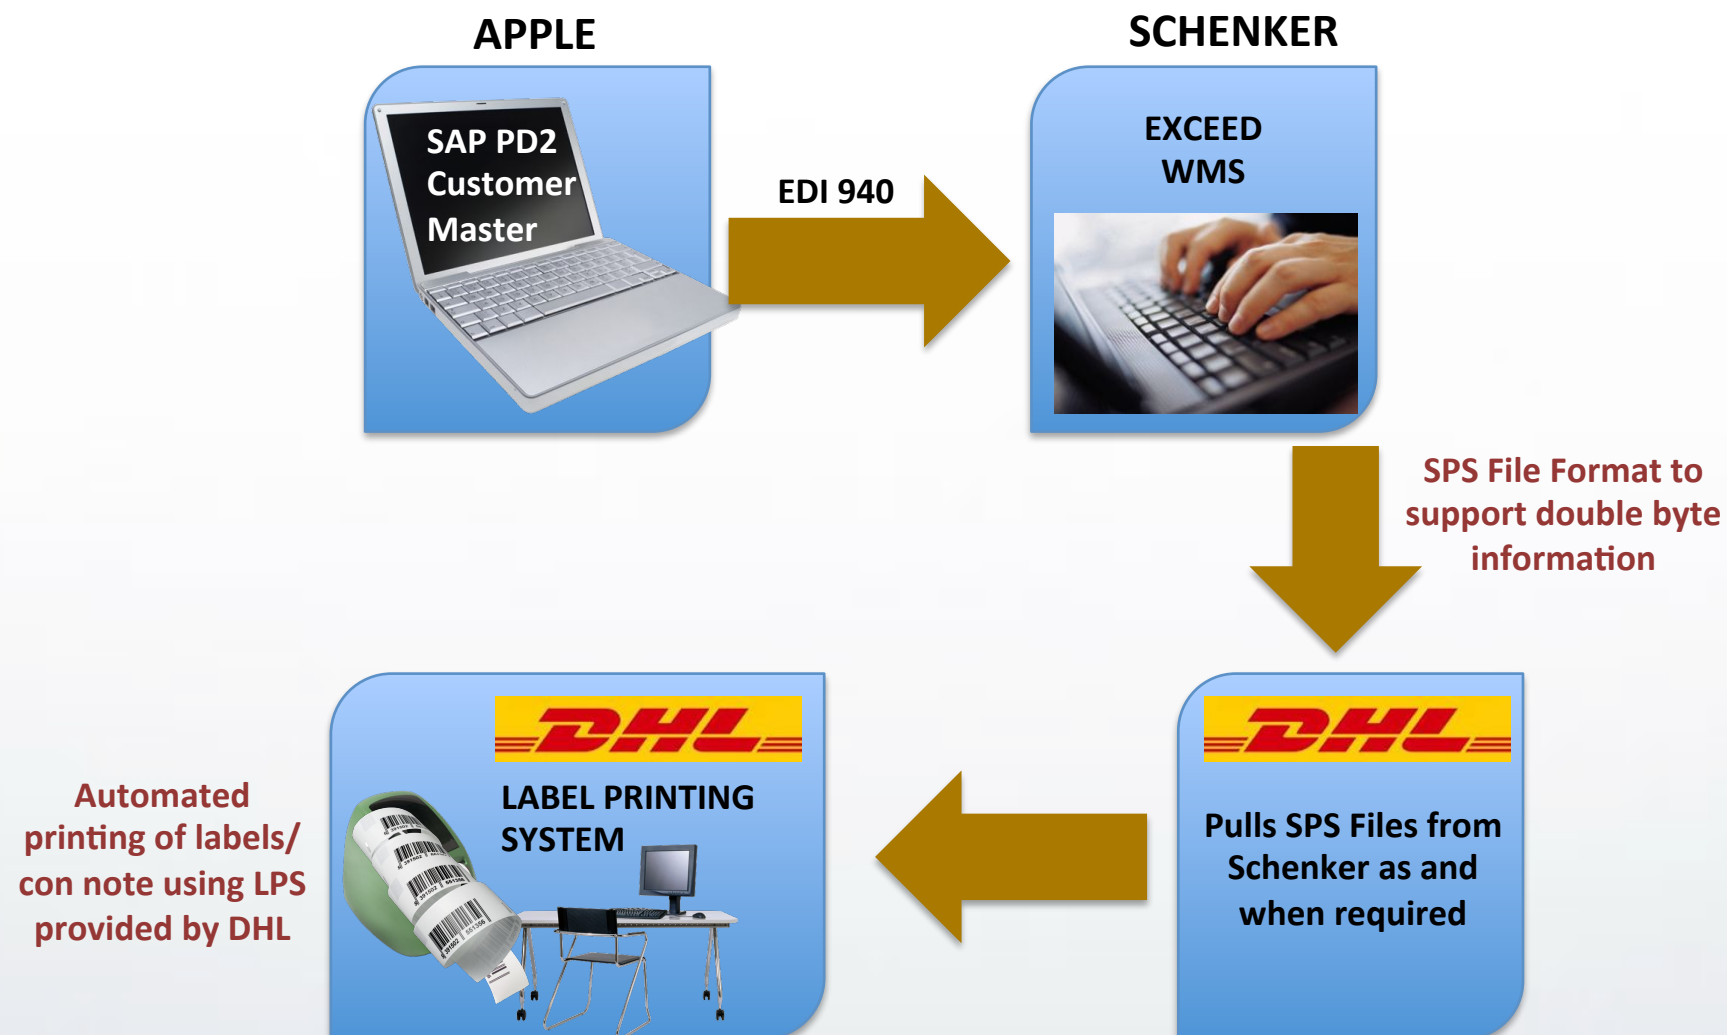 APPLE
SCHENKER
SAP PD2
Customer
Master
EDI 940
EXCEED
WMS
SPS File Format to
support double byte
information
DHL
LABEL PRINTING
SYSTEM
DHL
Pulls SPS Files from
Schenker as and
when required
Automated
printing of labels/
con note using LPS
provided by DHL